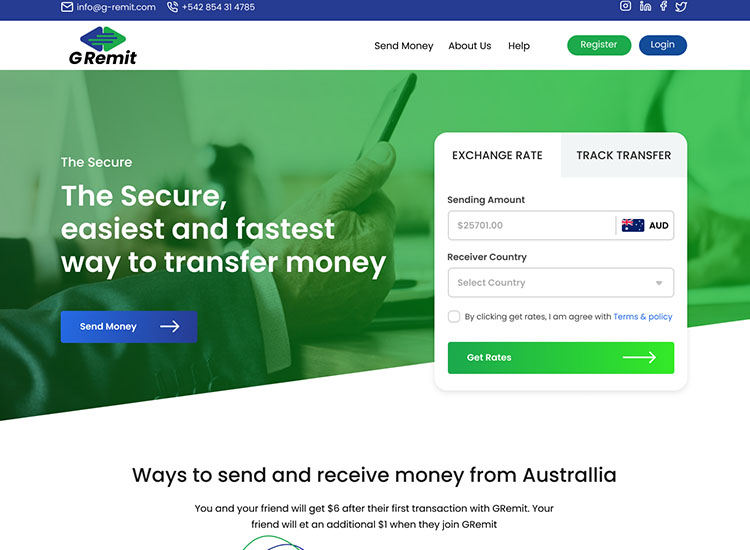 info@g-remit.com +542 854 31 4785
GRemit
Send Money About Us Help Register Login
The Secure
The Secure,
easiest and fastest
way to transfer money
Send Money
EXCHANGE RATE TRACK TRANSFER
Sending Amount
$25701.00 AUD
Receiver Country
Select Country
By clicking get rates, I am agree with Terms & policy
Get Rates
Ways to send and receive money from Australlia
You and your friend will get $6 after their first transaction with GRemit. Your
friend will et an additional $1 when they join GRemit